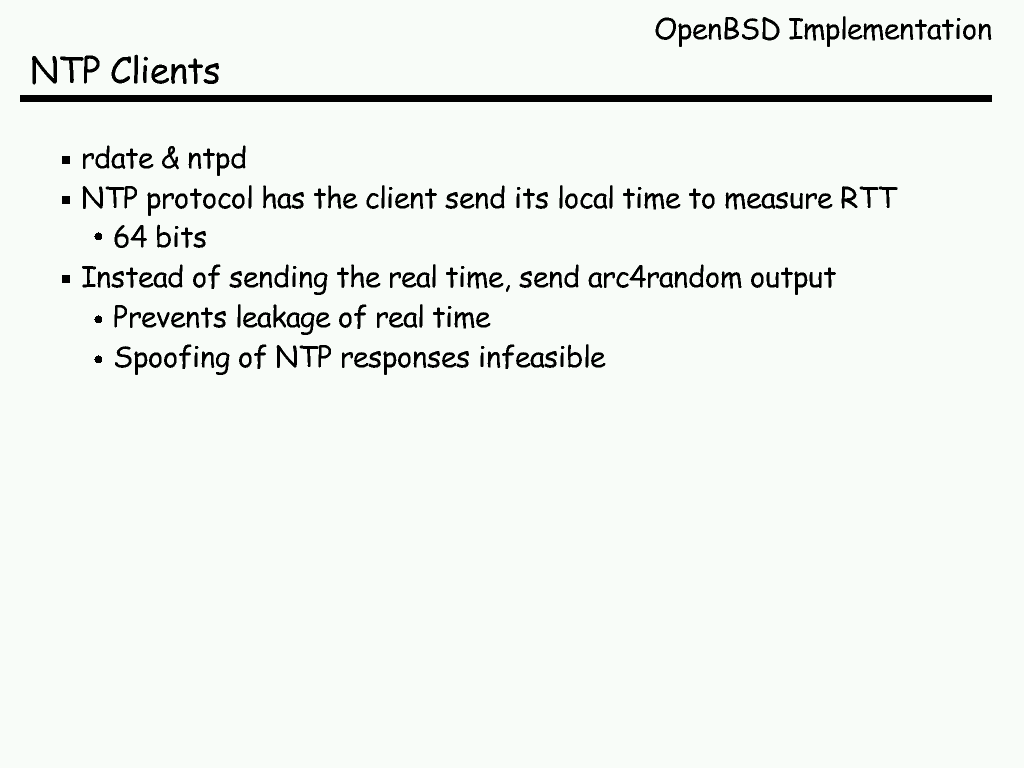 OpenBSD Implementation
NTP Clients
▪ rdate & ntpd
▪ NTP protocol has the client send its local time to measure RTT
• 64 bits
▪ Instead of sending the real time, send arc4random output
• Prevents leakage of real time
• Spoofing of NTP responses infeasible